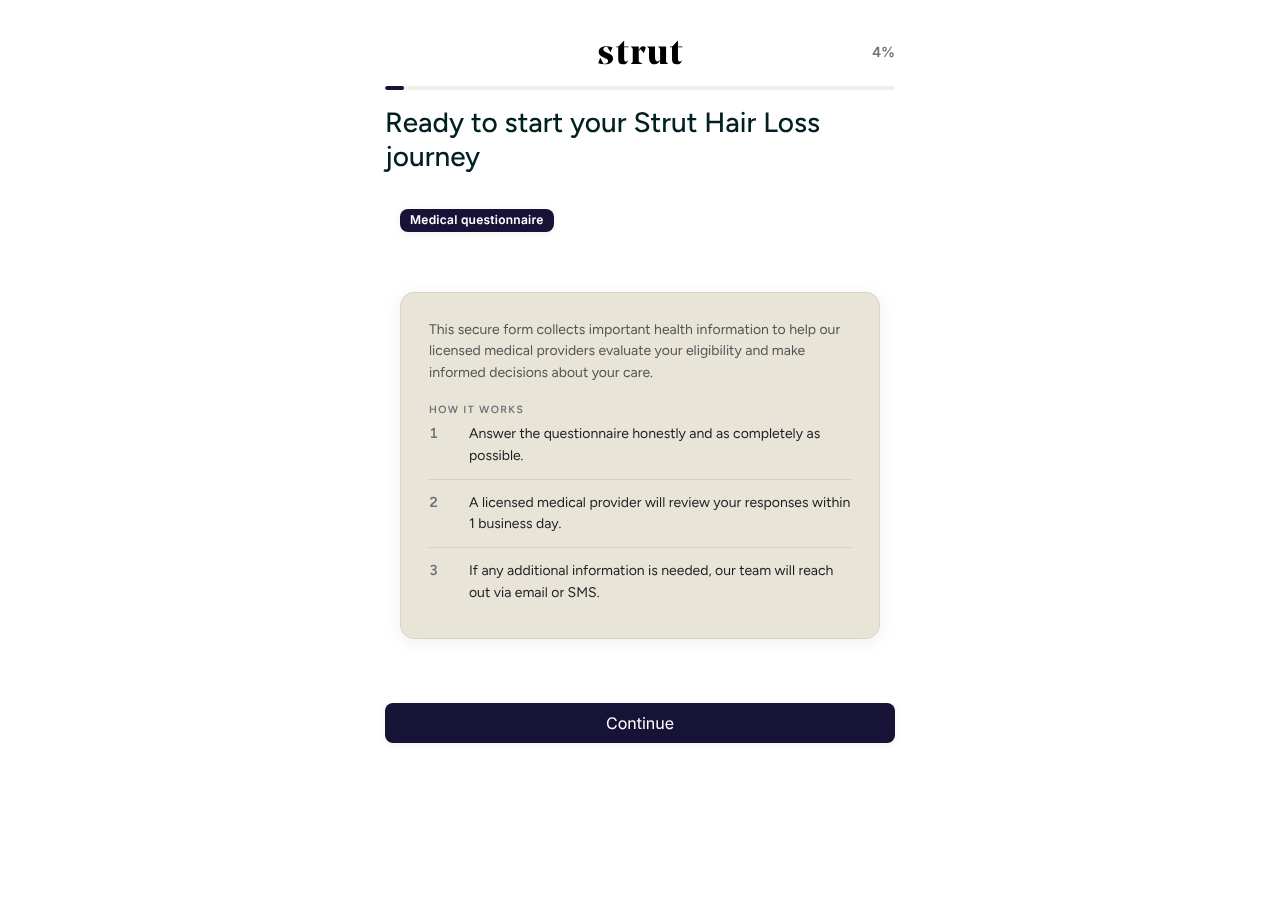 strut
4%
Ready to start your Strut Hair Loss
journey
Medical questionnaire
This secure form collects important health information to help our
licensed medical providers evaluate your eligibility and make
informed decisions about your care.
HOW IT WORKS
1 Answer the questionnaire honestly and as completely as
possible.
2 A licensed medical provider will review your responses within
1 business day.
3 If any additional information is needed, our team will reach
out via email or SMS.
Continue